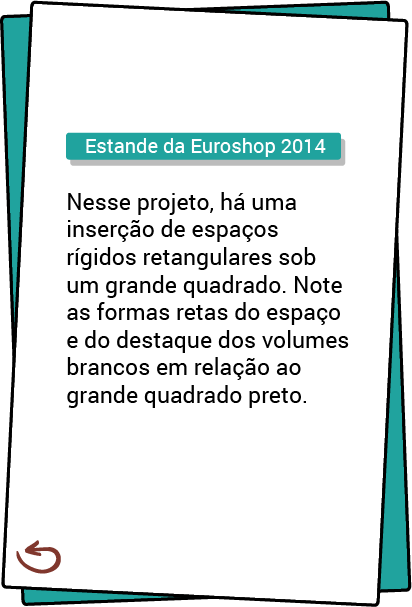 Estande da Euroshop 2014
Nesse projeto, há uma
inserção de espaços
rígidos retangulares sob
um grande quadrado. Note
as formas retas do espaço
e do destaque dos volumes
brancos em relação ao
grande quadrado preto.